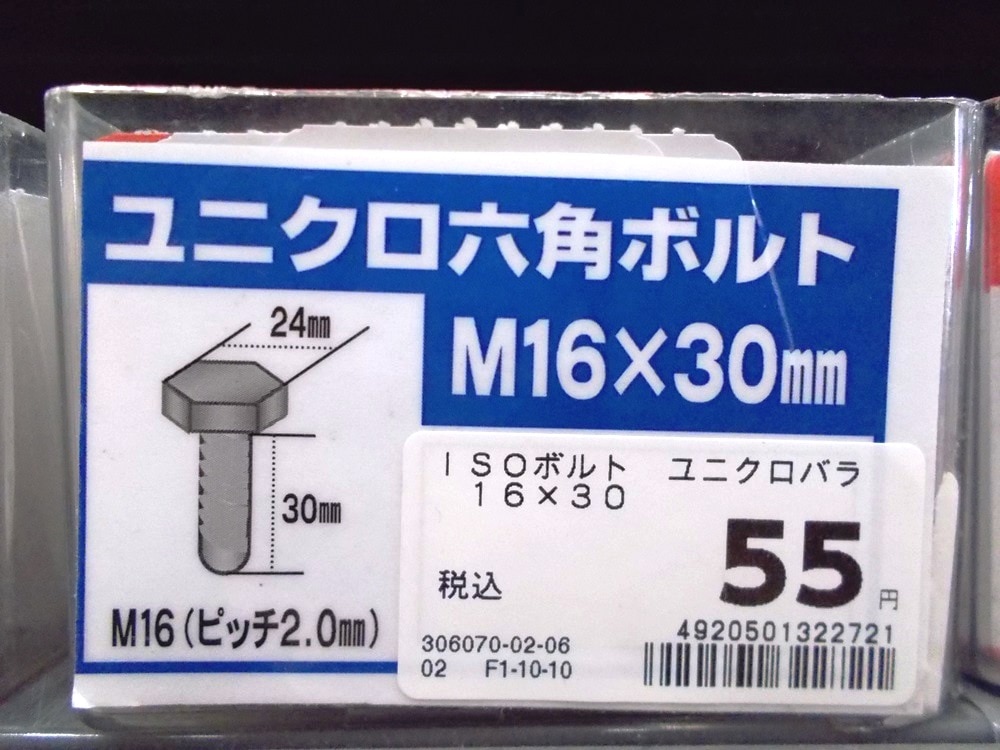 ユニクロ六角ボルト
M16×30mm
24mm
30mm
M16(ピッチ2.0mm)
ISOボルト ユニクロバラ
16×30
税込 55円
4920501322721
306070-02-06
02 F1-10-10